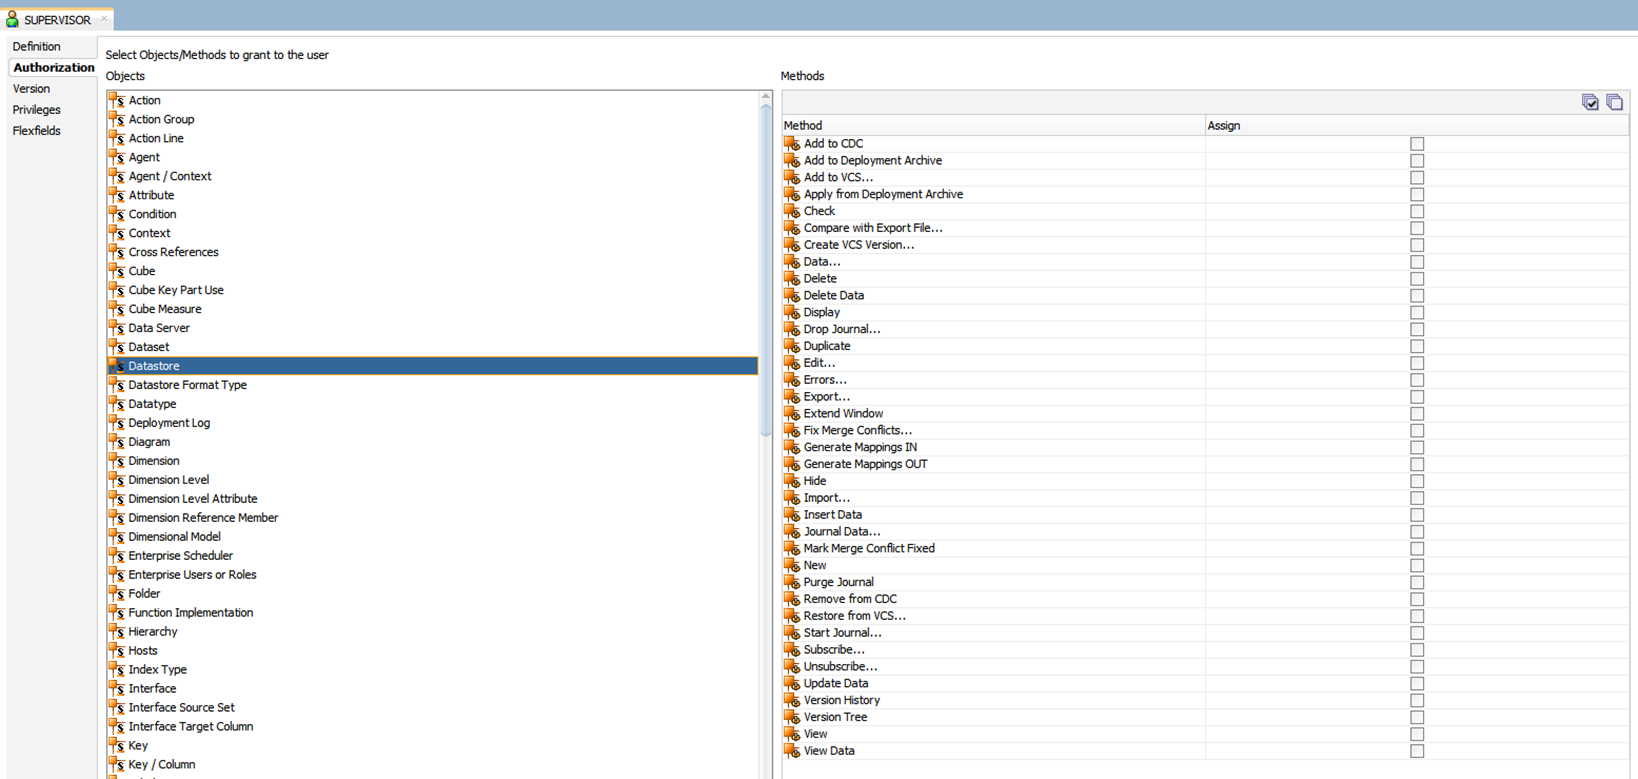 SUPERVISOR
Definition
Authorization
Version
Privileges
Flexfields
Select Objects/Methods to grant to the user
Objects
Action
Action Group
Action Line
Agent
Agent / Context
Attribute
Condition
Context
Cross References
Cube
Cube Key Part Use
Cube Measure
Data Server
Dataset
Datastore
Datastore Format Type
Datatype
Deployment Log
Diagram
Dimension
Dimension Level
Dimension Level Attribute
Dimension Reference Member
Dimensional Model
Enterprise Scheduler
Enterprise Users or Roles
Folder
Function Implementation
Hierarchy
Hosts
Index Type
Interface
Interface Source Set
Interface Target Column
Key
Key / Column
Methods
Method Assign
Add to CDC
Add to Deployment Archive
Add to VCS...
Apply from Deployment Archive
Check
Compare with Export File...
Create VCS Version...
Data...
Delete
Delete Data
Display
Drop Journal...
Duplicate
Edit...
Errors...
Export...
Extend Window
Fix Merge Conflicts...
Generate Mappings IN
Generate Mappings OUT
Hide
Import...
Insert Data
Journal Data...
Mark Merge Conflict Fixed
New
Purge Journal
Remove from CDC
Restore from VCS...
Start Journal...
Subscribe...
Unsubscribe...
Update Data
Version History
Version Tree
View
View Data